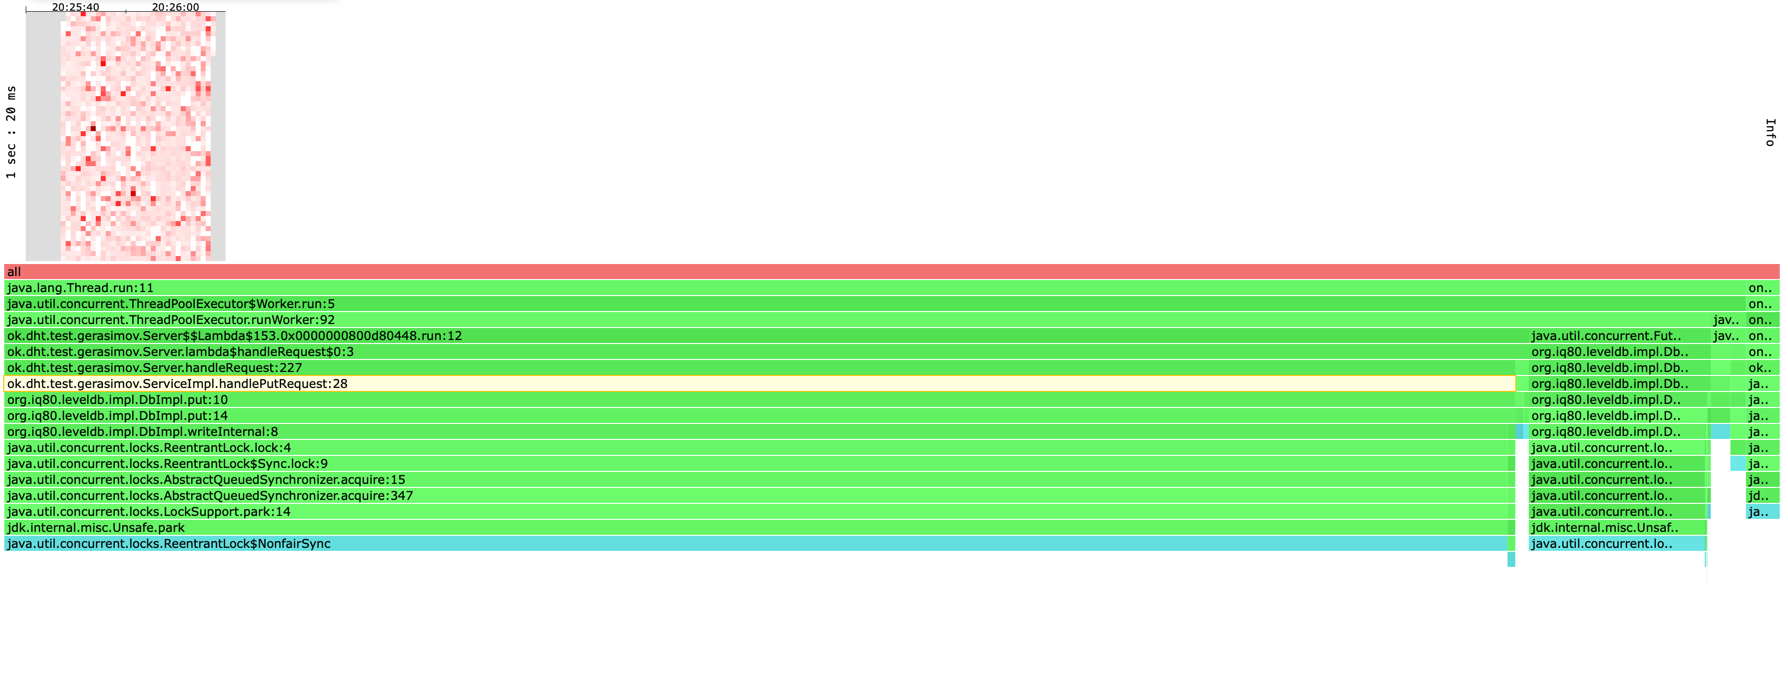 20:25:40 20:26:00
1 sec : 20 ms
Info
all
java.lang.Thread.run:11 on..
java.util.concurrent.ThreadPoolExecutor$Worker.run:5 on..
java.util.concurrent.ThreadPoolExecutor.runWorker:92 jav.. on..
ok.dht.test.gerasimov.Server$$Lambda$153.0x0000000800d80448.run:12 java.util.concurrent.Fut.. jav.. on..
ok.dht.test.gerasimov.Server.lambda$handleRequest$0:3 org.iq80.leveldb.impl.Db.. on..
ok.dht.test.gerasimov.Server.handleRequest:227 org.iq80.leveldb.impl.Db.. ok..
ok.dht.test.gerasimov.ServiceImpl.handlePutRequest:28 org.iq80.leveldb.impl.Db.. ja..
org.iq80.leveldb.impl.DbImpl.put:10 org.iq80.leveldb.impl.D.. ja..
org.iq80.leveldb.impl.DbImpl.put:14 org.iq80.leveldb.impl.D.. ja..
org.iq80.leveldb.impl.DbImpl.writeInternal:8 org.iq80.leveldb.impl.D.. ja..
java.util.concurrent.locks.ReentrantLock.lock:4 java.util.concurrent.lo.. ja..
java.util.concurrent.locks.ReentrantLock$Sync.lock:9 java.util.concurrent.lo.. ja..
java.util.concurrent.locks.AbstractQueuedSynchronizer.acquire:15 java.util.concurrent.lo.. ja..
java.util.concurrent.locks.AbstractQueuedSynchronizer.acquire:347 java.util.concurrent.lo.. jd..
java.util.concurrent.locks.LockSupport.park:14 java.util.concurrent.lo.. ja..
jdk.internal.misc.Unsafe.park jdk.internal.misc.Unsaf..
java.util.concurrent.locks.ReentrantLock$NonfairSync java.util.concurrent.lo..